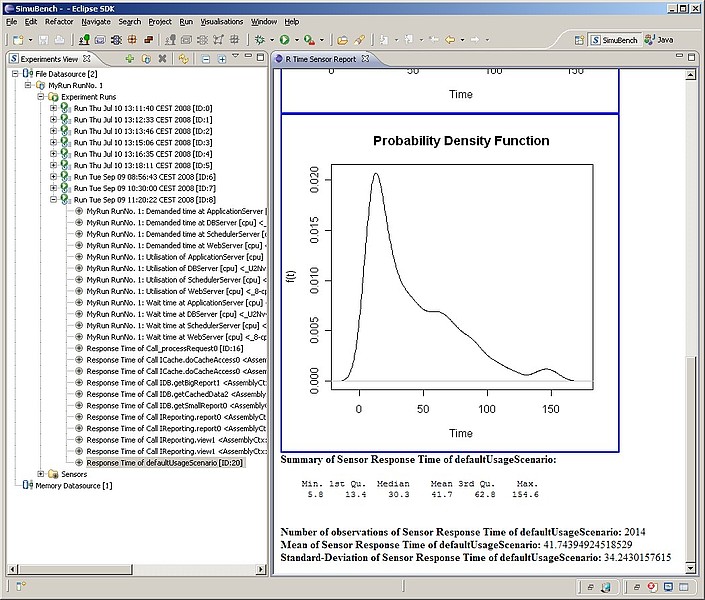 SimuBench - - Eclipse SDK
File Edit Refactor Navigate Search Project Run Visualisations Window Help
SimuBench Java
Experiments View
File Datasource [2]
MyRun RunNo. 1
Experiment Runs
Run Thu Jul 10 13:11:40 CEST 2008 [ID:0]
Run Thu Jul 10 13:12:33 CEST 2008 [ID:1]
Run Thu Jul 10 13:13:46 CEST 2008 [ID:2]
Run Thu Jul 10 13:15:06 CEST 2008 [ID:3]
Run Thu Jul 10 13:16:35 CEST 2008 [ID:4]
Run Thu Jul 10 13:18:11 CEST 2008 [ID:5]
Run Tue Sep 09 08:56:43 CEST 2008 [ID:6]
Run Tue Sep 09 10:30:00 CEST 2008 [ID:7]
Run Tue Sep 09 11:20:22 CEST 2008 [ID:8]
MyRun RunNo. 1: Demanded time at ApplicationServer [
MyRun RunNo. 1: Demanded time at DBServer [cpu] <_
MyRun RunNo. 1: Demanded time at SchedulerServer [c
MyRun RunNo. 1: Demanded time at WebServer [cpu] <
MyRun RunNo. 1: Utilisation of ApplicationServer [cpu]
MyRun RunNo. 1: Utilisation of DBServer [cpu] <_U2Nv
MyRun RunNo. 1: Utilisation of SchedulerServer [cpu] <
MyRun RunNo. 1: Utilisation of WebServer [cpu] <_8-c
MyRun RunNo. 1: Wait time at ApplicationServer [cpu]
MyRun RunNo. 1: Wait time at DBServer [cpu] <_U2Nv
MyRun RunNo. 1: Wait time at SchedulerServer [cpu] <
MyRun RunNo. 1: Wait time at WebServer [cpu] <_8-c
Response Time of Call_processRequest0 [ID:16]
Response Time of Call ICache.doCacheAccess0 <Assen
Response Time of Call ICache.doCacheAccess0 <Assen
Response Time of Call IDB.getBigReport1 <AssemblyCt
Response Time of Call IDB.getCachedData2 <Assembly
Response Time of Call IDB.getSmallReport0 <Assembly
Response Time of Call IReporting.report0 <AssemblyCt
Response Time of Call IReporting.report0 <AssemblyCt
Response Time of Call IReporting.view1 <AssemblyCtx:
Response Time of Call IReporting.view1 <AssemblyCtx:
Response Time of defaultUsageScenario [ID:20]
Sensors
Memory Datasource [1]
R Time Sensor Report
0 50 100 150
Time
Probability Density Function
f(t)
0.020
0.015
0.010
0.005
0.000
0 50 100 150
Time
Summary of Sensor Response Time of defaultUsageScenario:
Min. 1st Qu. Median Mean 3rd Qu. Max.
5.8 13.4 30.3 41.7 62.8 154.6
Number of observations of Sensor Response Time of defaultUsageScenario: 2014
Mean of Sensor Response Time of defaultUsageScenario: 41.74394924518529
Standard-Deviation of Sensor Response Time of defaultUsageScenario: 34.2430157615